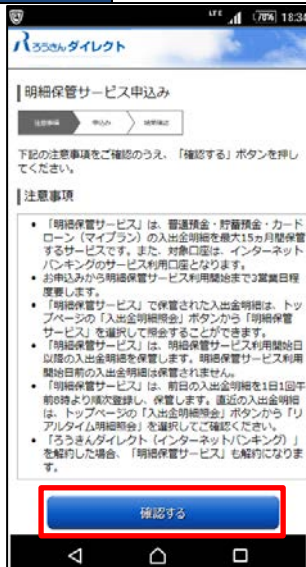 LTE 70% 18:34
ろうきんダイレクト
明細保管サービス申込み
注意事項 申込み 結果確認
下記の注意事項をご確認のうえ、「確認する」ボタンを押し
てください。
注意事項
• 「明細保管サービス」は、普通預金・貯蓄預金・カード
ローン（マイプラン）の入出金明細を最大15ヵ月間保管
するサービスです。また、対象口座は、インターネット
バンキングのサービス利用口座となります。
• お申込みから明細保管サービス利用開始まで3営業日程
度要します。
• 「明細保管サービス」で保管された入出金明細は、トッ
プページの「入出金明細照会」ボタンから「明細保管
サービス」を選択して照会することができます。
• 「明細保管サービス」は、明細保管サービス利用開始日
以降の入出金明細を保管します。明細保管サービス利用
開始日前の入出金明細は保管されません。
• 「明細保管サービス」は、前日の入出金明細を1日1回午
前8時より順次登録し、保管します。直近の入出金明細
は、トップページの「入出金明細照会」ボタンから「リ
アルタイム明細照会」を選択してご確認ください。
• 「ろうきんダイレクト（インターネットバンキング）」
を解約した場合、「明細保管サービス」も解約になりま
す。
確認する